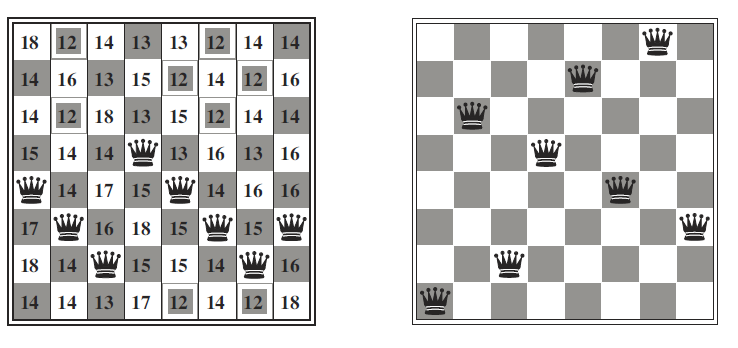 18 12 14 13 13 12 14 14
14 16 13 15 12 14 12 16
14 12 18 13 15 12 14 14
15 14 14 13 16 13 16
14 17 15 14 16 16
17 16 18 15 15
18 14 15 15 14 16
14 14 13 17 12 14 12 18